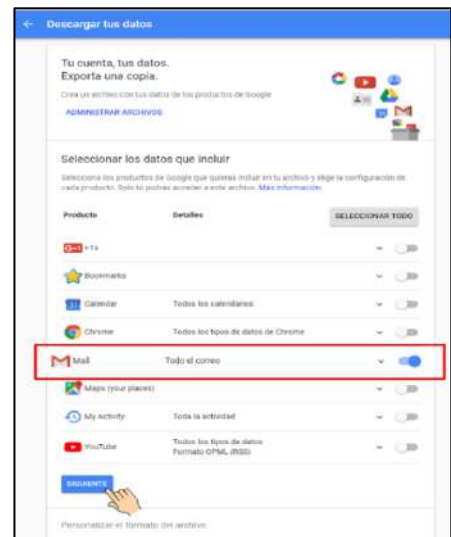 Descargar tus datos
Tu cuenta, tus datos.
Exporta una copia.
Crea un archivo con tus datos de los productos de Google
ADMINISTRAR ARCHIVOS
Seleccionar los datos que incluir
Selecciona los productos de Google que quieras incluir en tu archivo y elige la configuración de
cada producto. Solo tú podrás acceder a este archivo. Más información
Producto Detalles SELECCIONAR TODO
+1s
Bookmarks
Calendar Todos los calendarios
Chrome Todos los tipos de datos de Chrome
Mail Todo el correo
Maps (your places)
My Activity Toda la actividad
YouTube Todos los tipos de datos
Formato OPML (RSS)
SIGUIENTE
Personalizar el formato del archivo